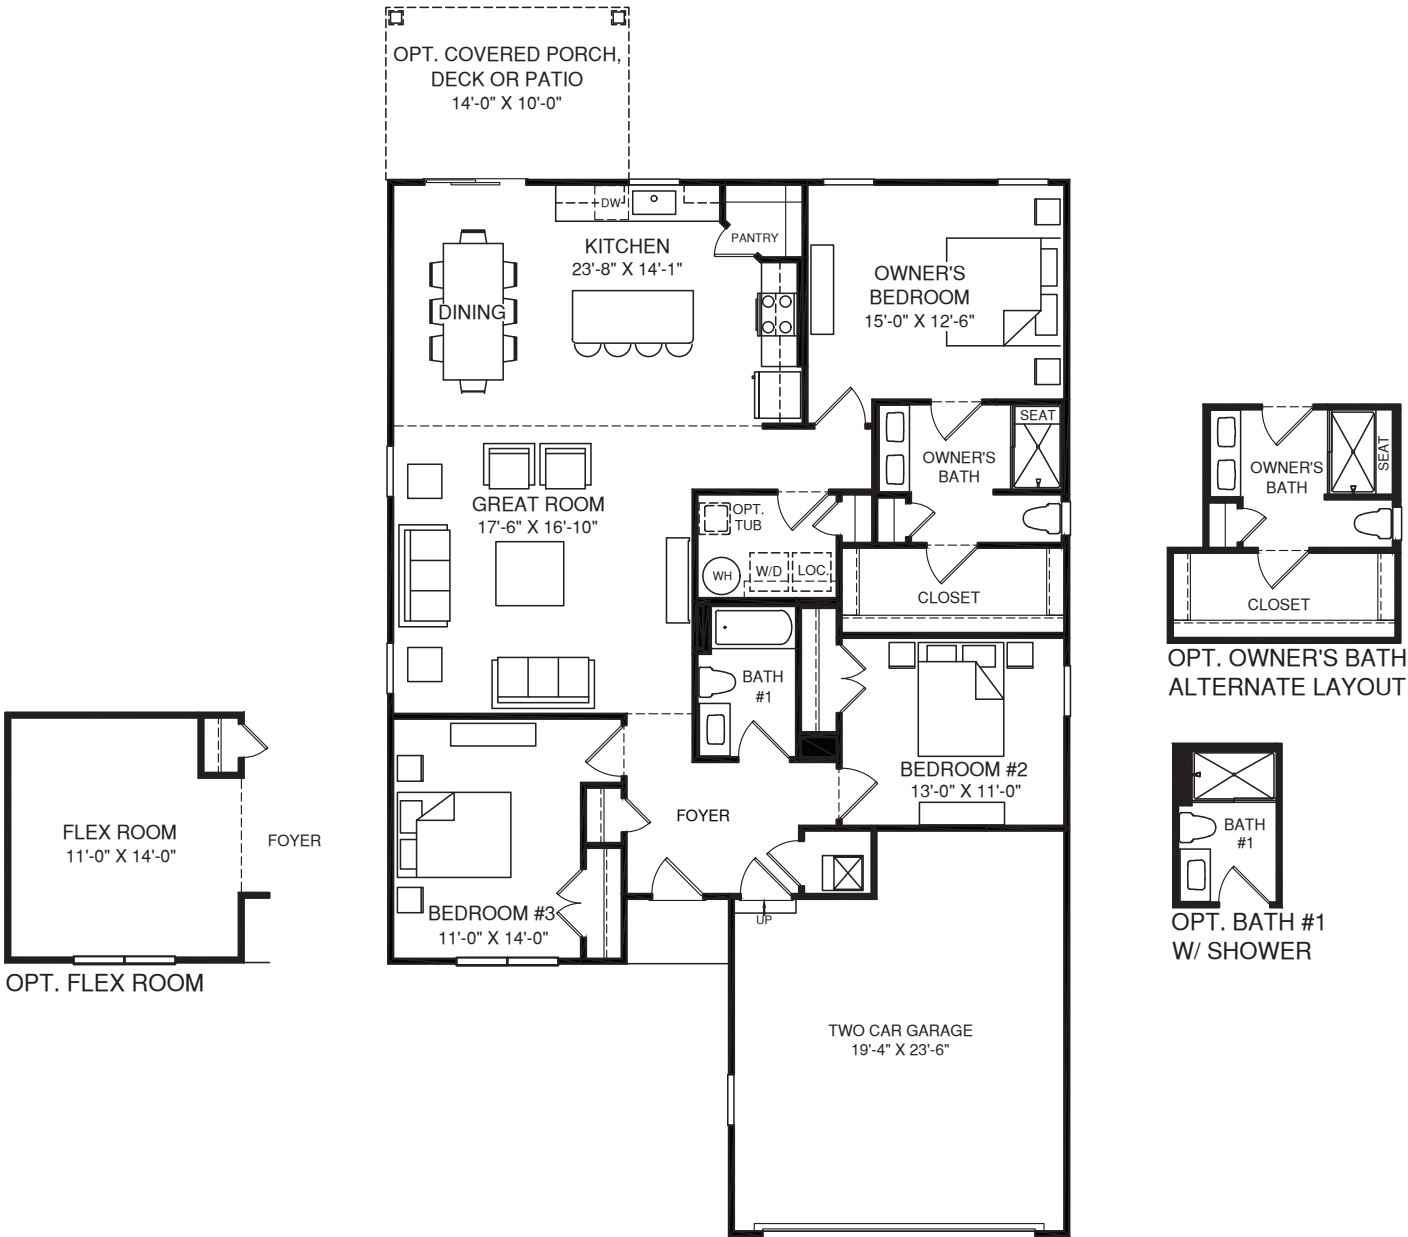 OPT. COVERED PORCH,
DECK OR PATIO
14'-0" X 10'-0"
DW
KITCHEN
23'-8" X 14'-1"
PANTRY
DINING
OWNER'S
BEDROOM
15'-0" X 12'-6"
SEAT
OWNER'S
BATH
GREAT ROOM
17'-6" X 16'-10"
OPT.
TUB
WH
W/D
LOC.
CLOSET
BATH
#1
BEDROOM #2
13'-0" X 11'-0"
FOYER
BEDROOM #3
11'-0" X 14'-0"
UP
TWO CAR GARAGE
19'-4" X 23'-6"
FLEX ROOM
11'-0" X 14'-0"
FOYER
OPT. FLEX ROOM
OWNER'S
BATH
SEAT
CLOSET
OPT. OWNER'S BATH
ALTERNATE LAYOUT
BATH
#1
OPT. BATH #1
W/ SHOWER